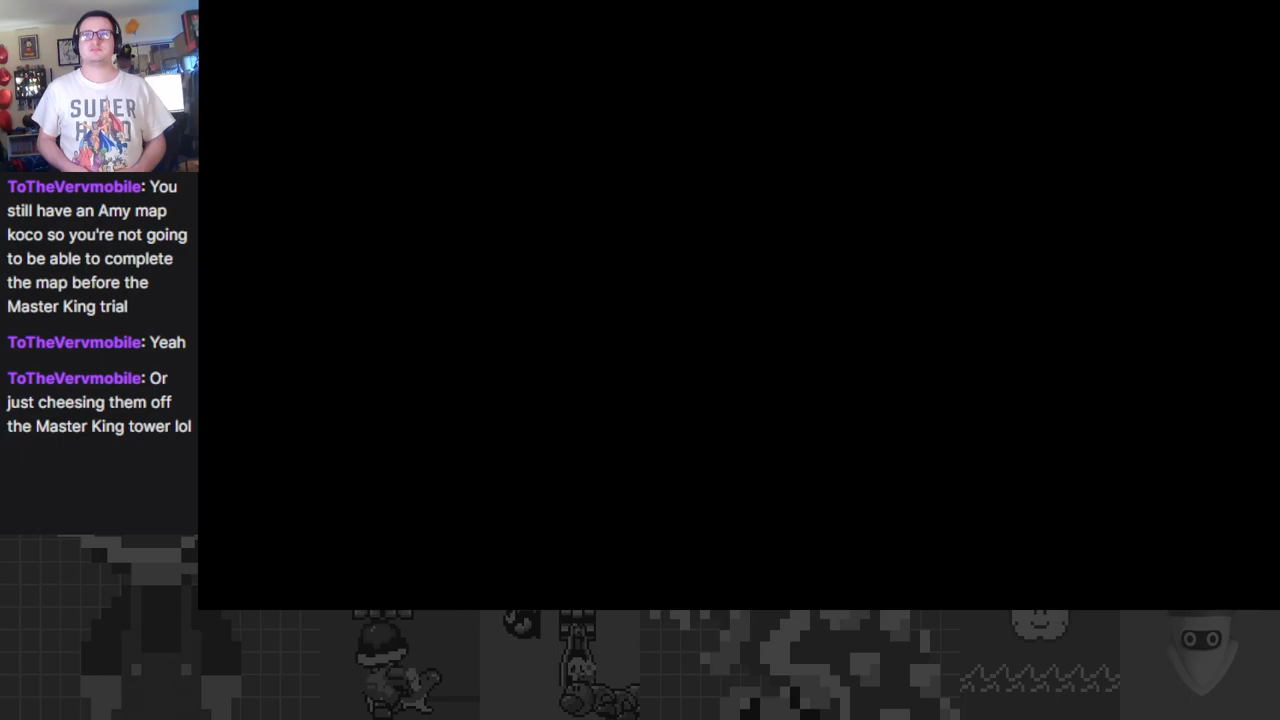 SUPER
ToTheVervmobile: You
still have an Amy map
koco so you're not going
to be able to complete
the map before the
Master King trial
ToTheVervmobile: Yeah
ToTheVervmobile: Or
just cheesing them off
the Master King tower lol